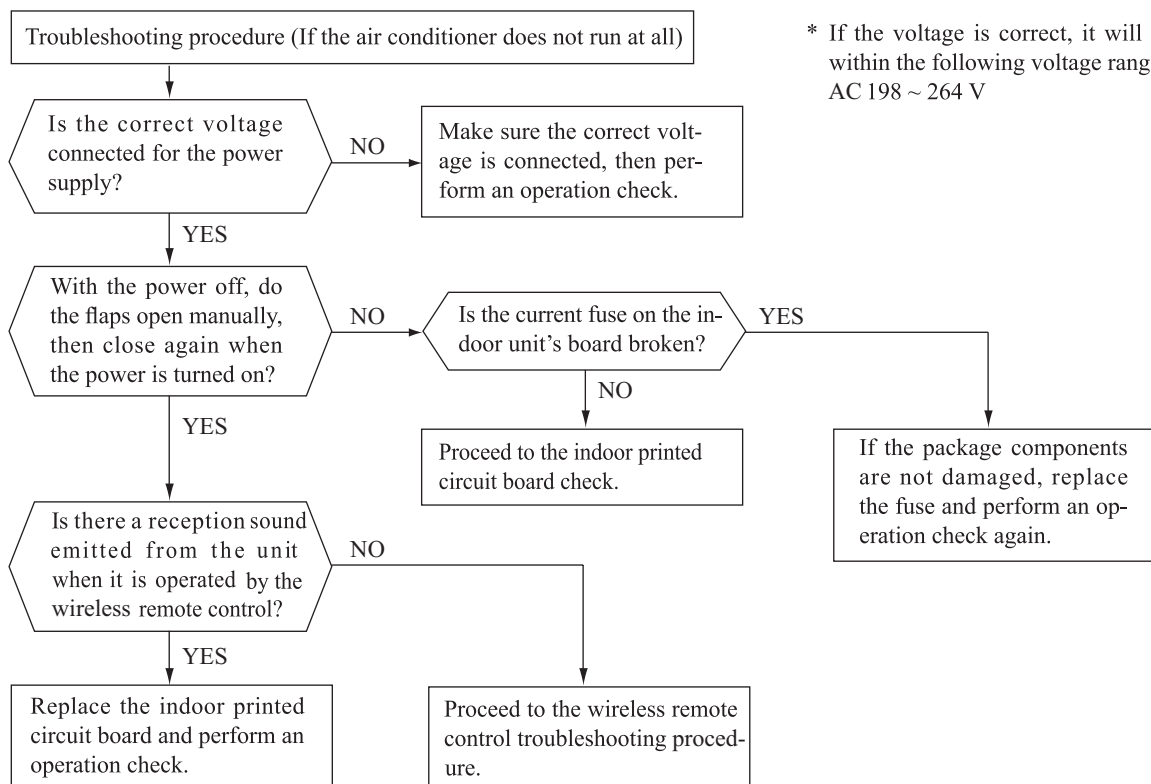 Troubleshooting procedure (If the air conditioner does not run at all)
* If the voltage is correct, it will
within the following voltage rang
AC 198 ~ 264 V
Is the correct voltage
connected for the power
supply?
NO
Make sure the correct volt-
age is connected, then per-
form an operation check.
YES
With the power off, do
the flaps open manually,
then close again when
the power is turned on?
NO
Is the current fuse on the in-
door unit's board broken?
YES
NO
YES
Proceed to the indoor printed
circuit board check.
If the package components
are not damaged, replace
the fuse and perform an op-
eration check again.
Is there a reception sound
emitted from the unit
when it is operated by the
wireless remote control?
NO
YES
Replace the indoor printed
circuit board and perform an
operation check.
Proceed to the wireless remote
control troubleshooting proced-
ure.